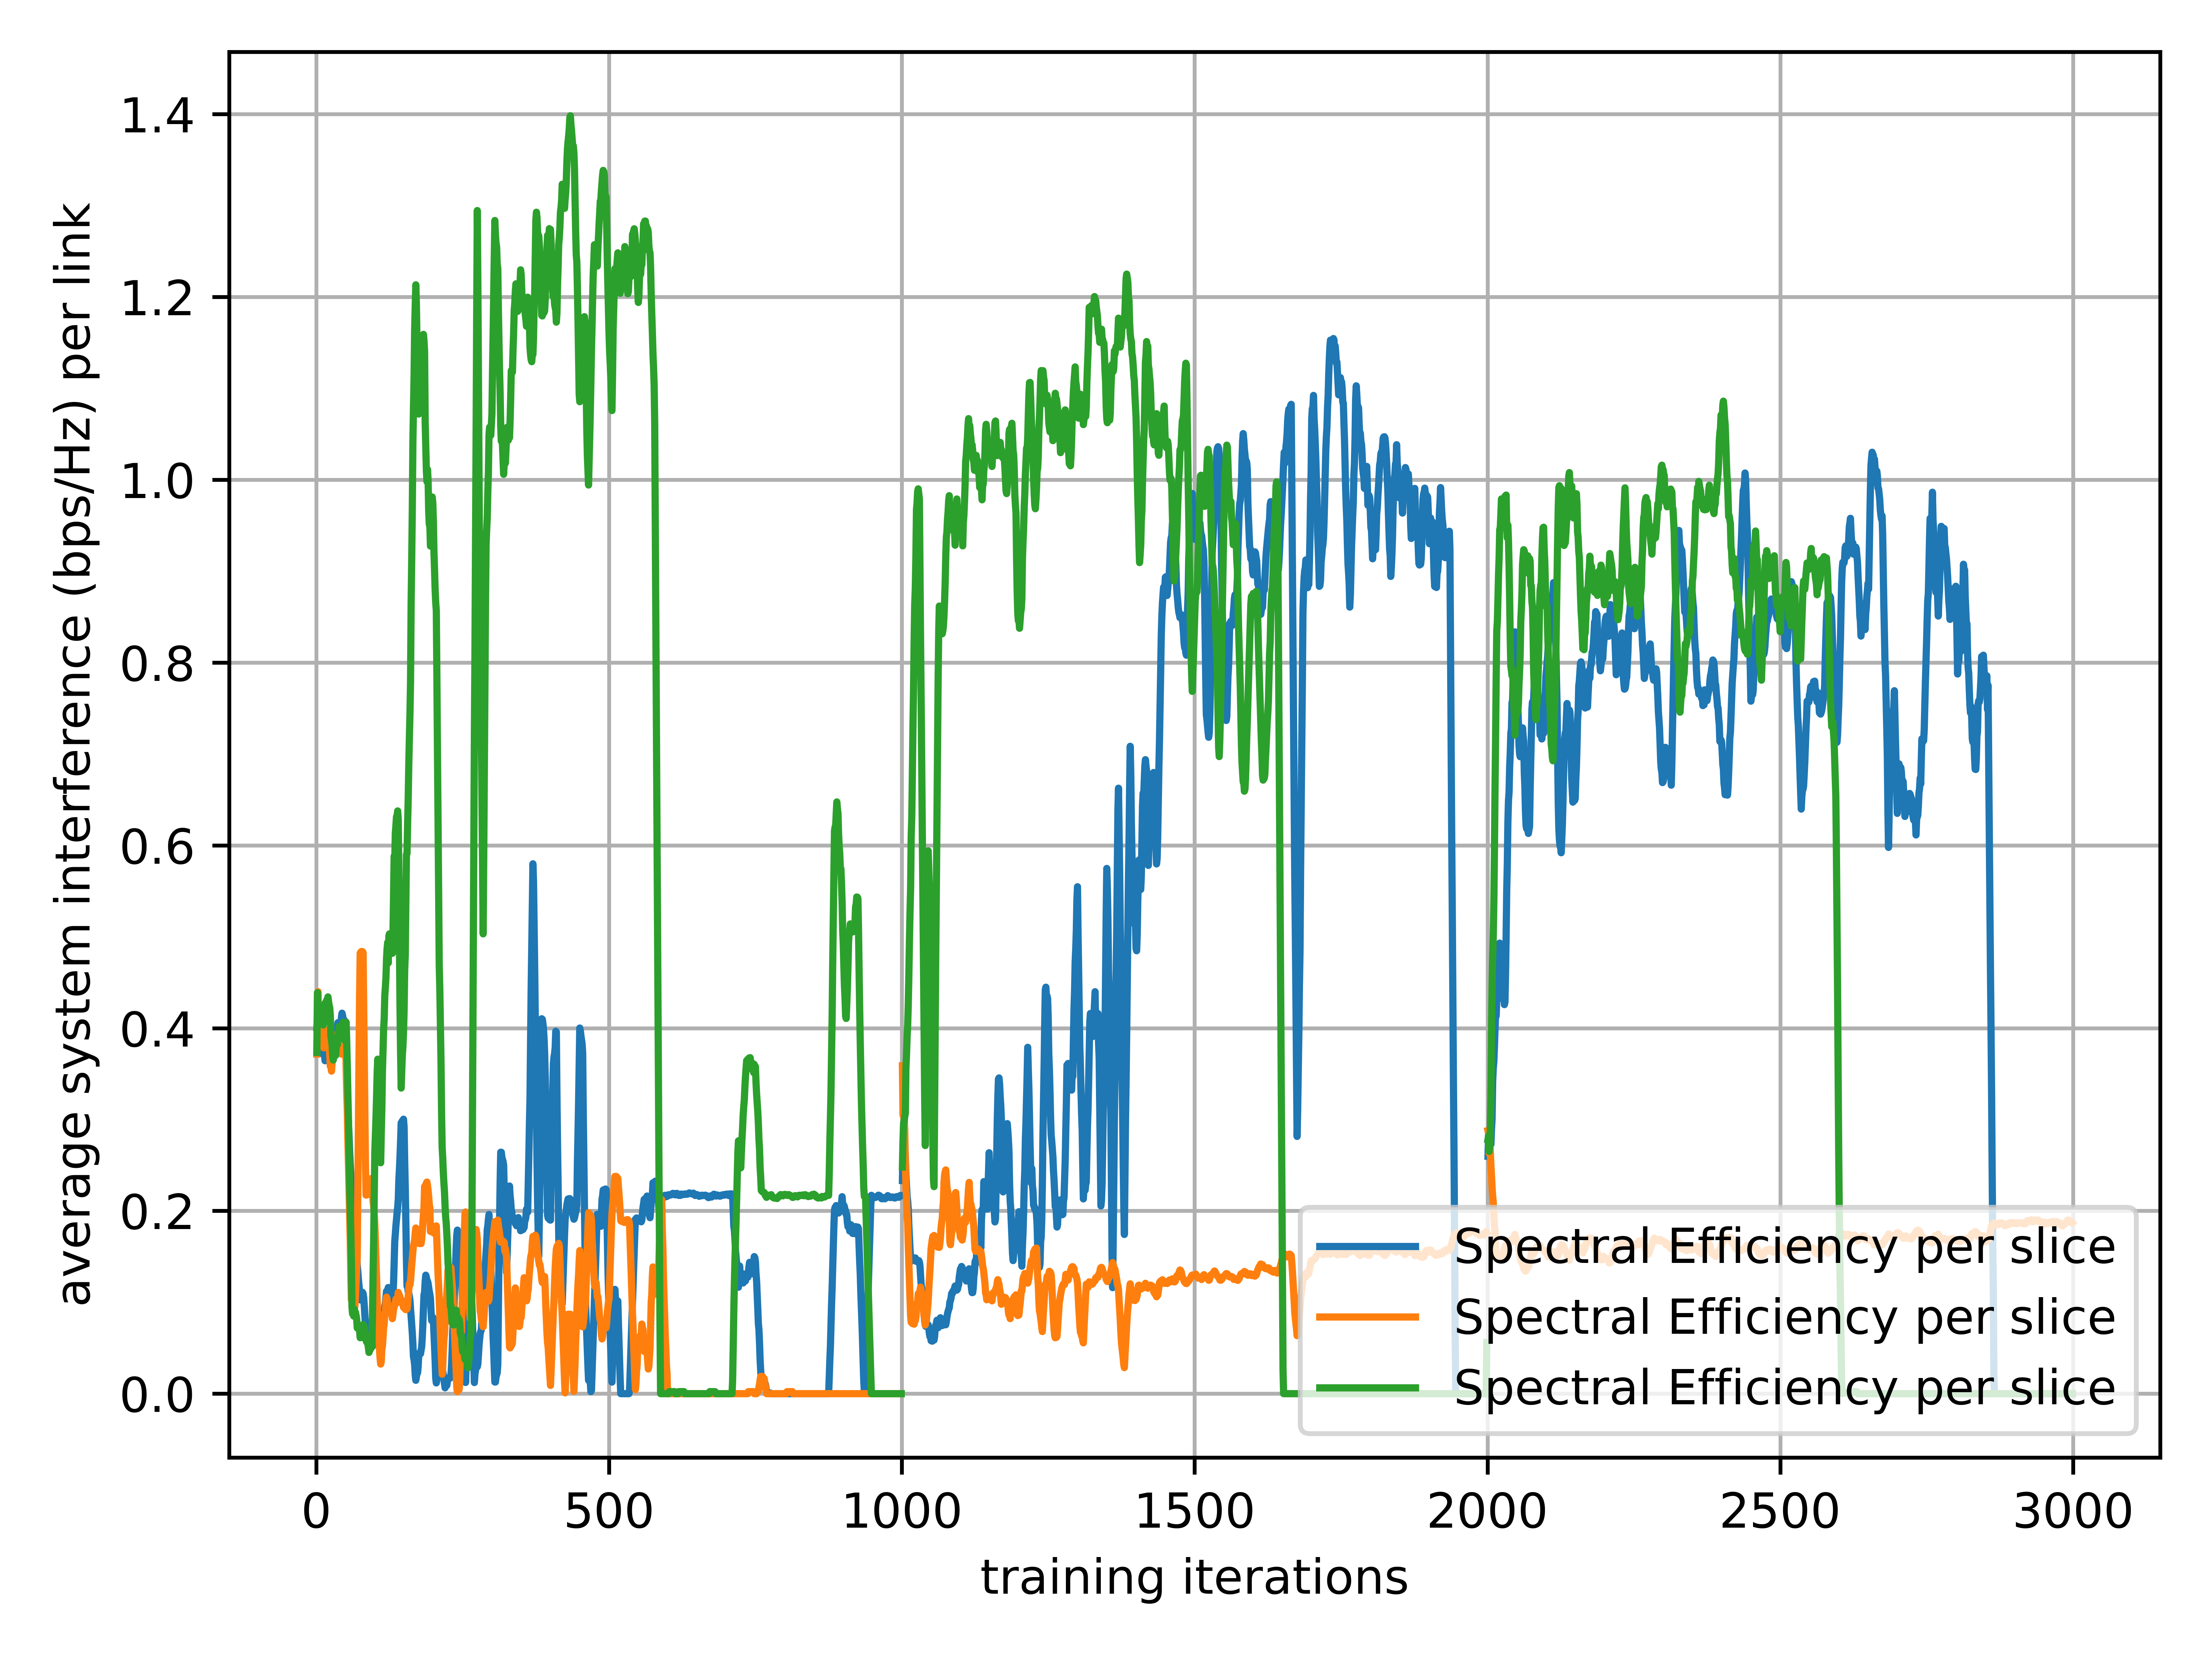 1.4
1.2
1.0
0.8
0.6
0.4
0.2
0.0
average system interference (bps/Hz) per link
Spectral Efficiency per slice
Spectral Efficiency per slice
Spectral Efficiency per slice
0 500 1000 1500 2000 2500 3000
training iterations